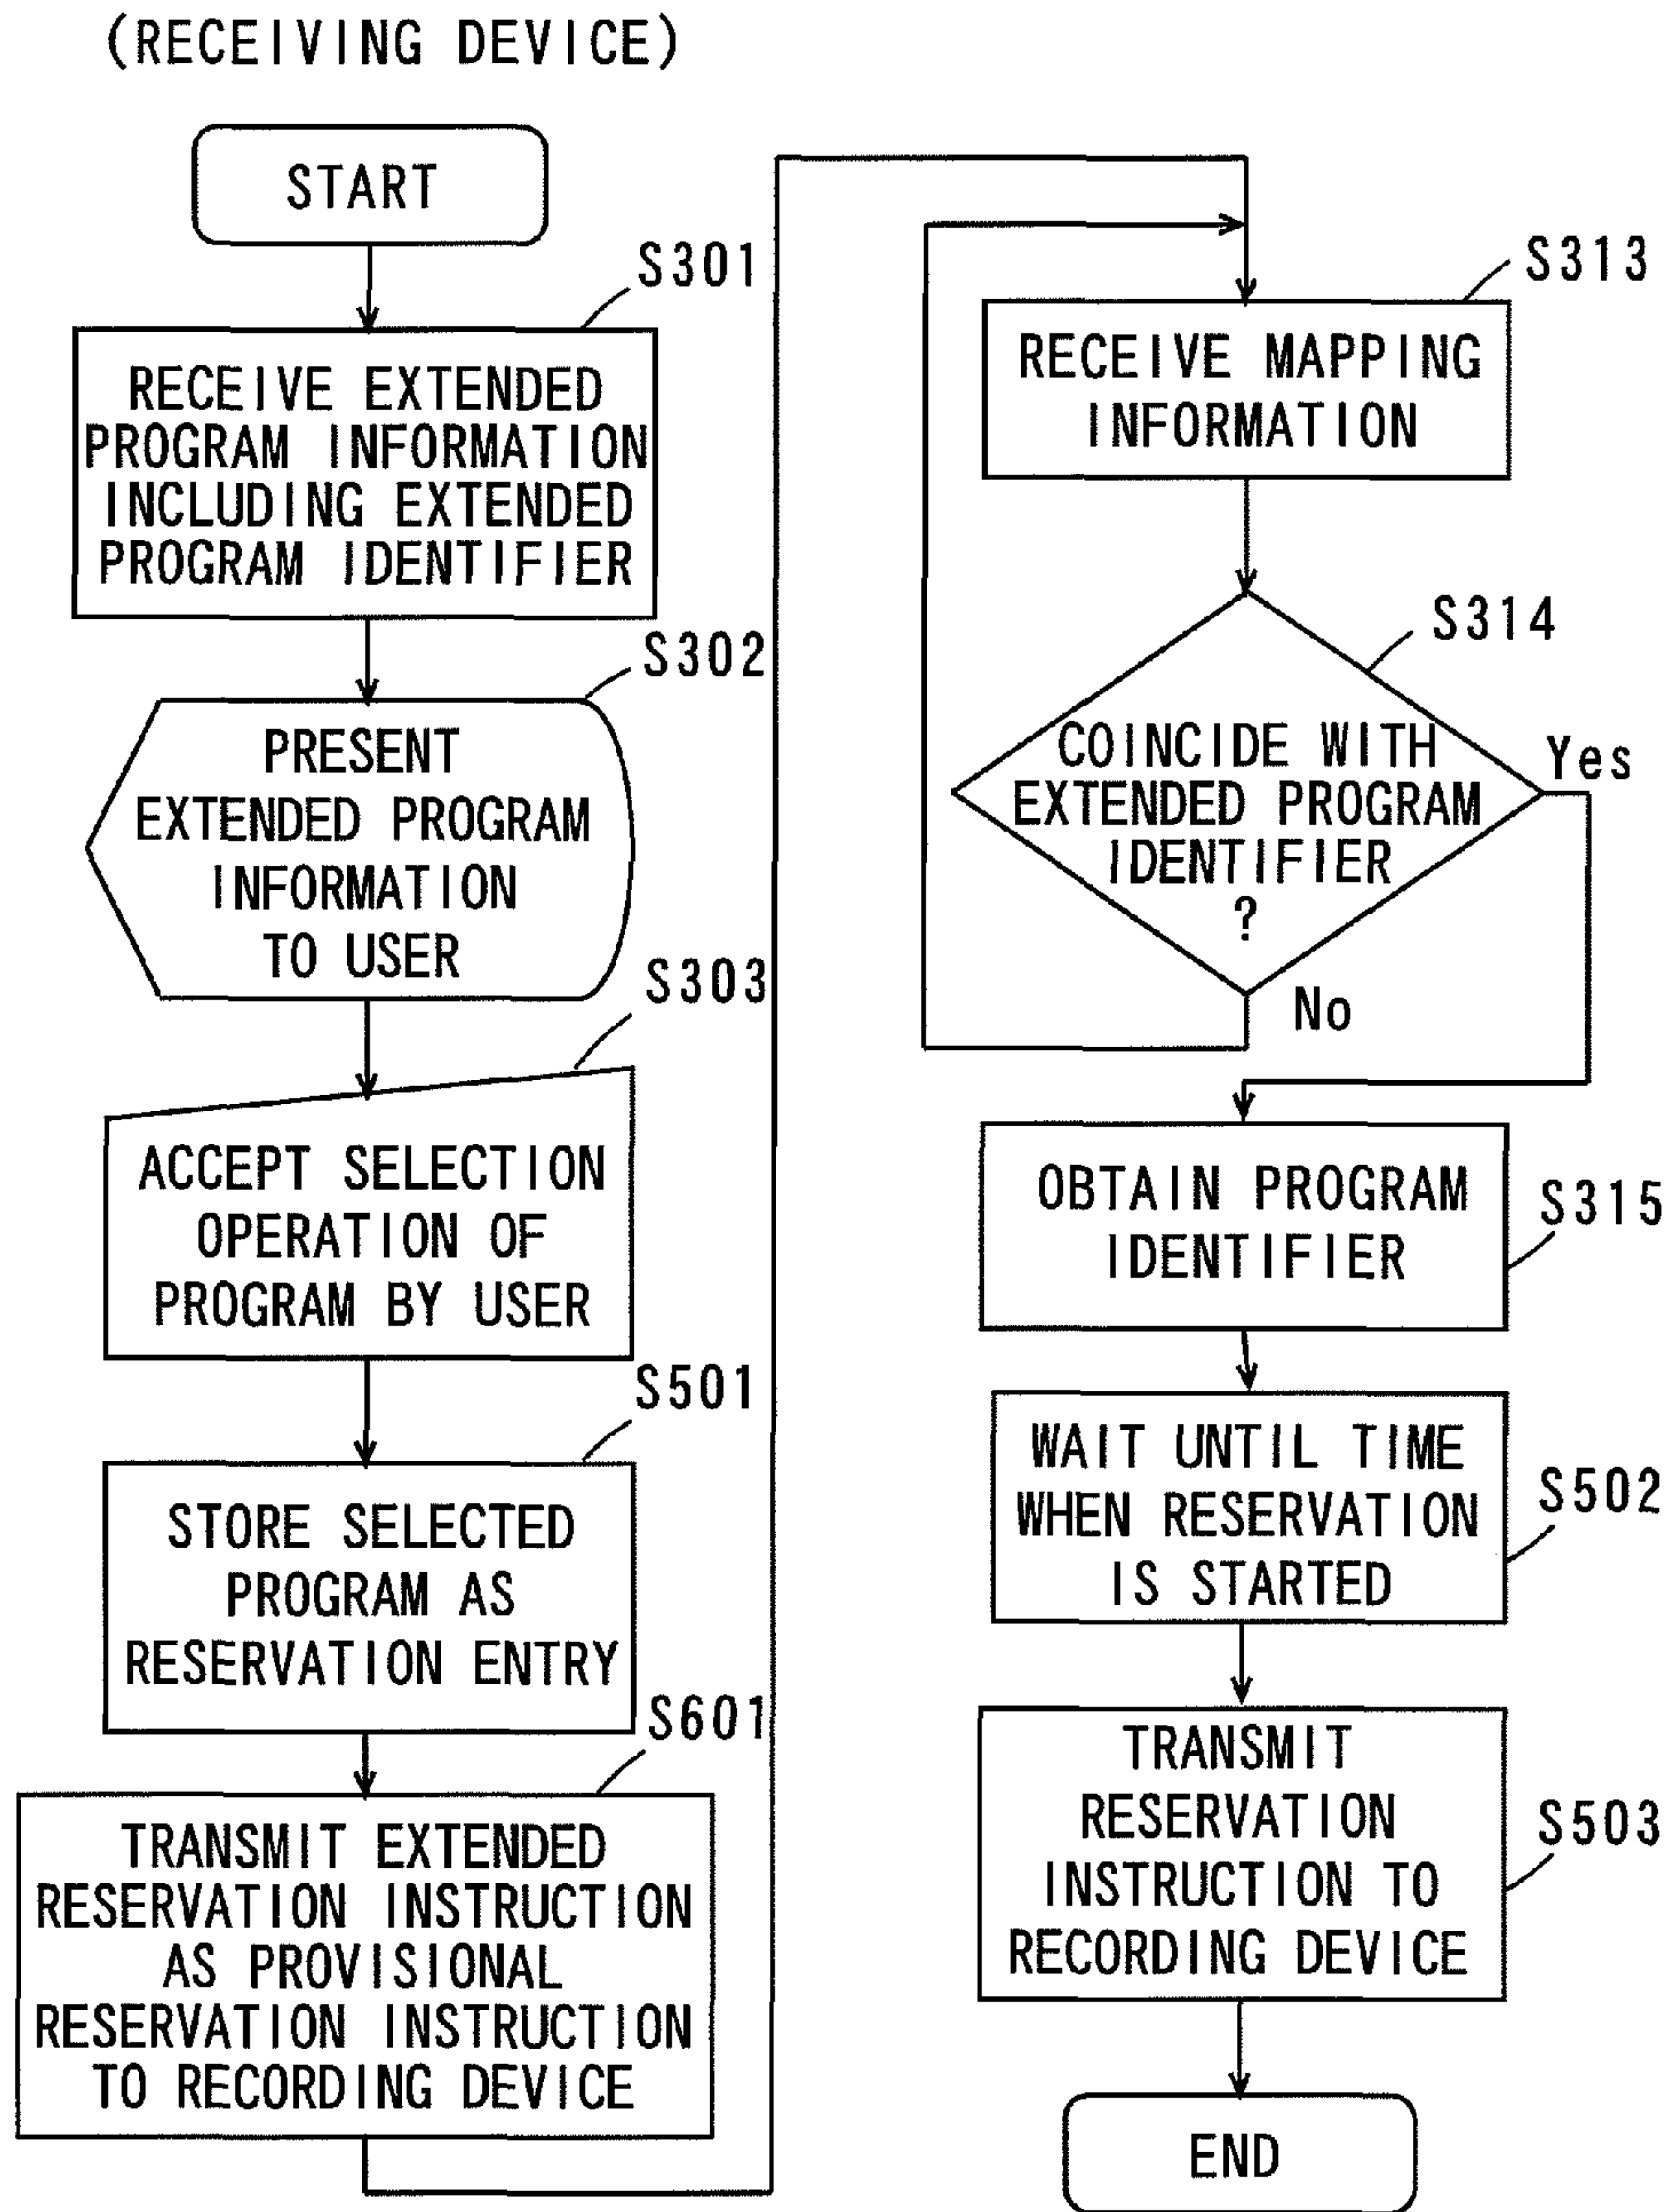 (RECEIVING DEVICE)
START
S301
RECEIVE EXTENDED
PROGRAM INFORMATION
INCLUDING EXTENDED
PROGRAM IDENTIFIER
S302
PRESENT
EXTENDED PROGRAM
INFORMATION
TO USER
S303
ACCEPT SELECTION
OPERATION OF
PROGRAM BY USER
S501
STORE SELECTED
PROGRAM AS
RESERVATION ENTRY
S601
TRANSMIT EXTENDED
RESERVATION INSTRUCTION
AS PROVISIONAL
RESERVATION INSTRUCTION
TO RECORDING DEVICE
S313
RECEIVE MAPPING
INFORMATION
S314
COINCIDE WITH
EXTENDED PROGRAM
IDENTIFIER
?
Yes
No
OBTAIN PROGRAM
IDENTIFIER
S315
WAIT UNTIL TIME
WHEN RESERVATION
IS STARTED
S502
TRANSMIT
RESERVATION
INSTRUCTION TO
RECORDING DEVICE
S503
END